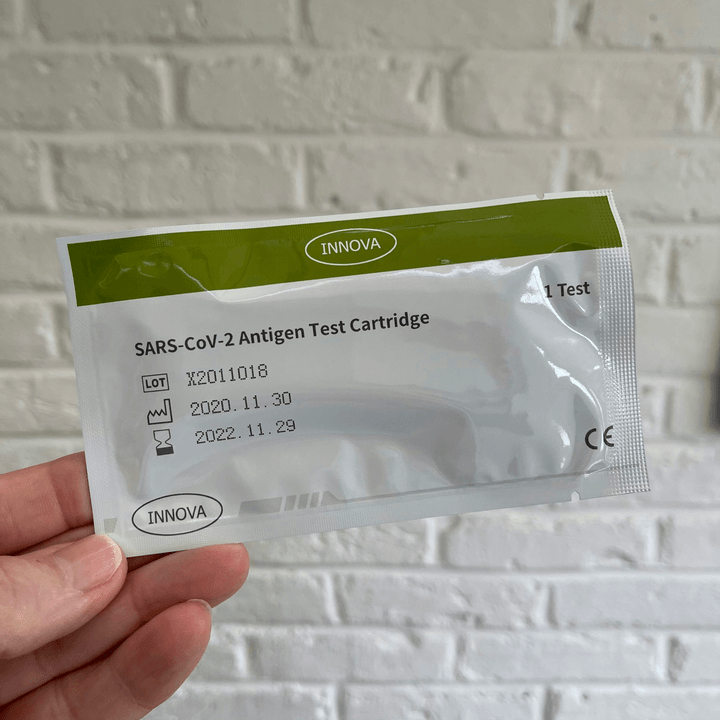 INNOVA
1 Test
SARS-CoV-2 Antigen Test Cartridge
LOT X2011018
2020.11.30
2022.11.29
CE
INNOVA